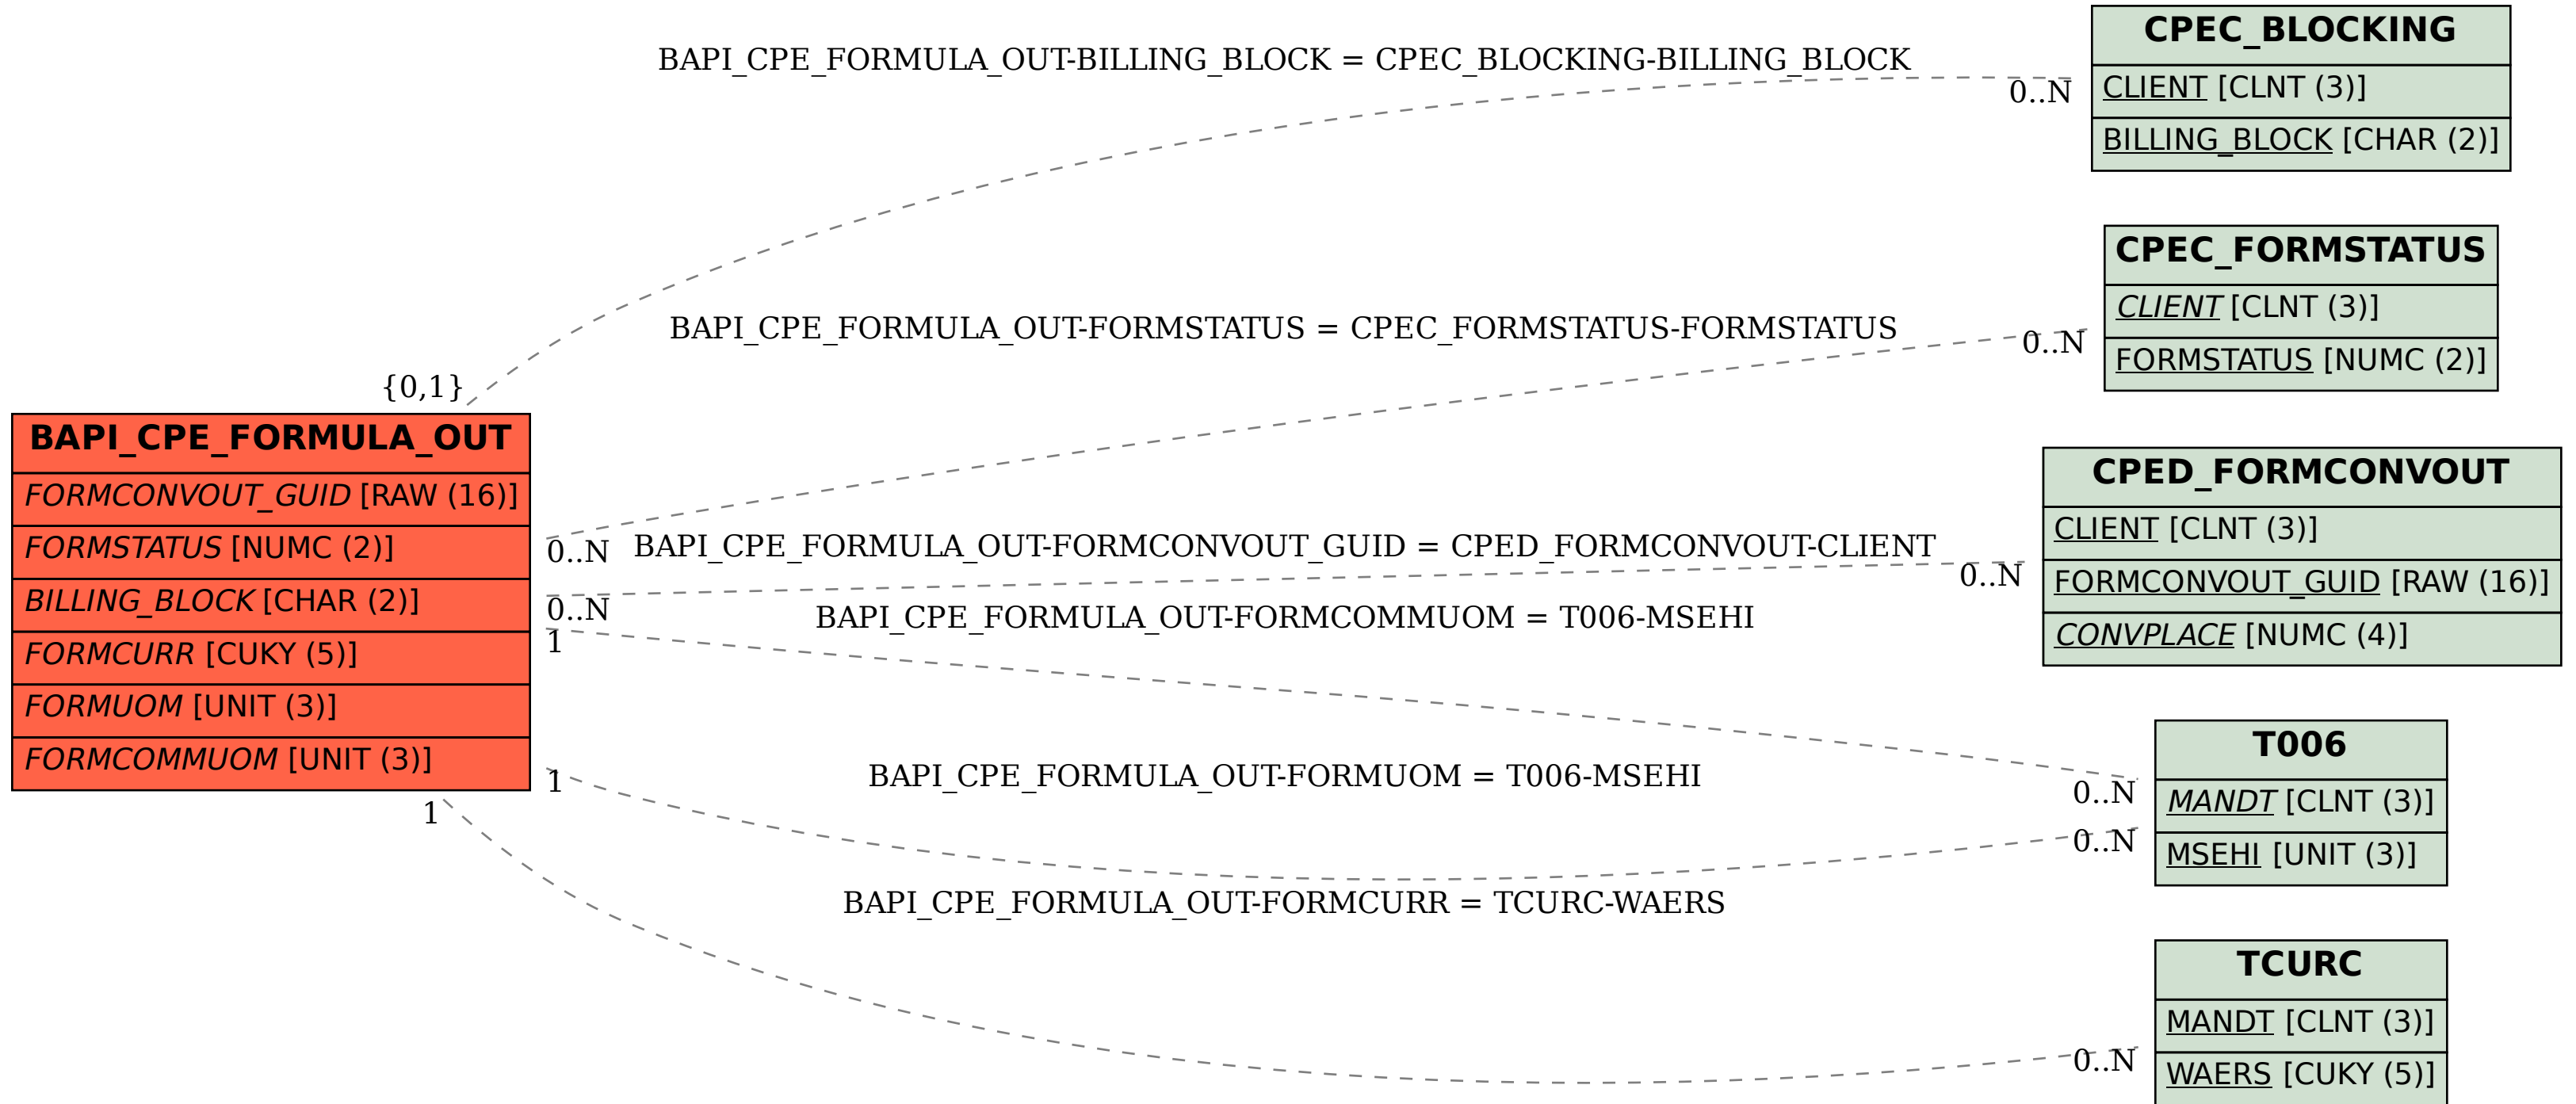 CPEC_BLOCKING
BAPI_CPE_FORMULA_OUT-BILLING_BLOCK = CPEC_BLOCKING-BILLING_BLOCK
0..N
CLIENT [CLNT (3)]
BILLING_BLOCK [CHAR (2)]
CPEC_FORMSTATUS
CLIENT [CLNT (3)]
BAPI_CPE_FORMULA_OUT-FORMSTATUS = CPEC_FORMSTATUS-FORMSTATUS
0..N
FORMSTATUS [NUMC (2)]
{0,1}
BAPI_CPE_FORMULA_OUT
FORMCONVOUT_GUID [RAW (16)]
FORMSTATUS [NUMC (2)]
BILLING_BLOCK [CHAR (2)]
FORMCURR [CUKY (5)]
FORMUOM [UNIT (3)]
FORMCOMMUOM [UNIT (3)]
CPED_FORMCONVOUT
CLIENT [CLNT (3)]
FORMCONVOUT_GUID [RAW (16)]
CONVPLACE [NUMC (4)]
0..N
BAPI_CPE_FORMULA_OUT-FORMCONVOUT_GUID = CPED_FORMCONVOUT-CLIENT
0..N
0..N
BAPI_CPE_FORMULA_OUT-FORMCOMMUOM = T006-MSEHI
1
T006
MANDT [CLNT (3)]
MSEHI [UNIT (3)]
BAPI_CPE_FORMULA_OUT-FORMUOM = T006-MSEHI
1
0..N
0..N
1
BAPI_CPE_FORMULA_OUT-FORMCURR = TCURC-WAERS
TCURC
MANDT [CLNT (3)]
WAERS [CUKY (5)]
0..N